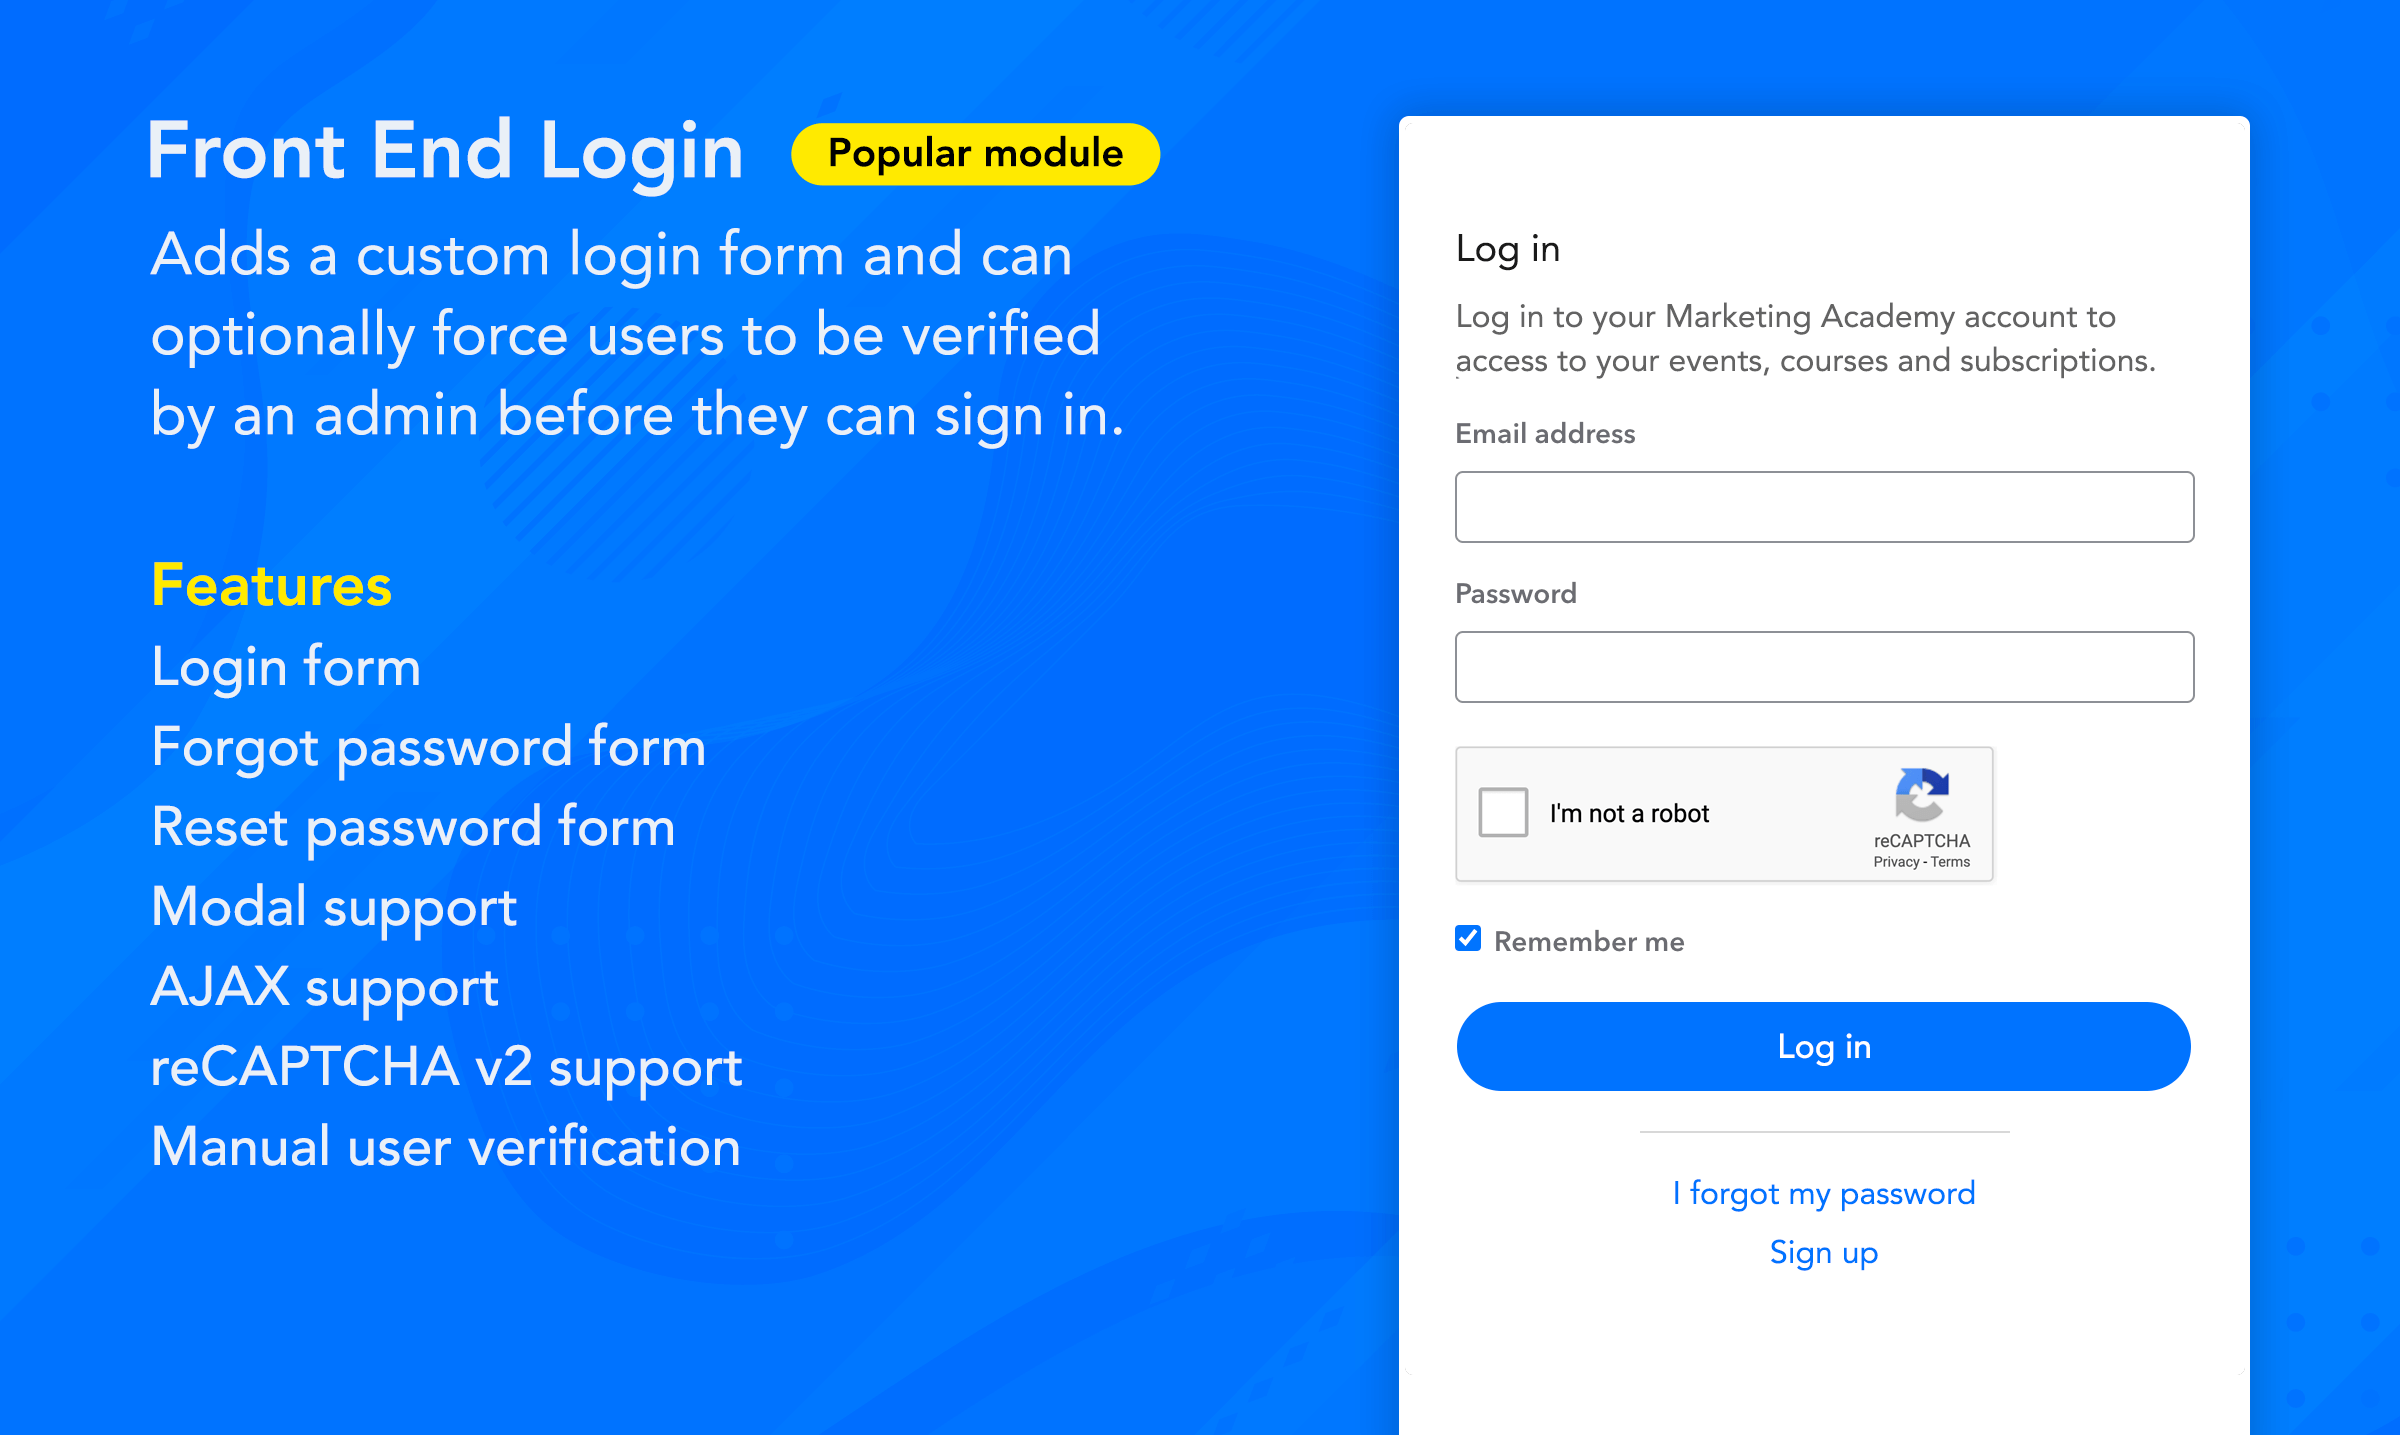 Front End Login
Popular module
Adds a custom login form and can
optionally force users to be verified
by an admin before they can sign in.
Features
Login form
Forgot password form
Reset password form
Modal support
AJAX support
reCAPTCHA v2 support
Manual user verification
Log in
Log in to your Marketing Academy account to
access to your events, courses and subscriptions.
Email address
Password
I'm not a robot
reCAPTCHA
Privacy - Terms
Remember me
Log in
I forgot my password
Sign up